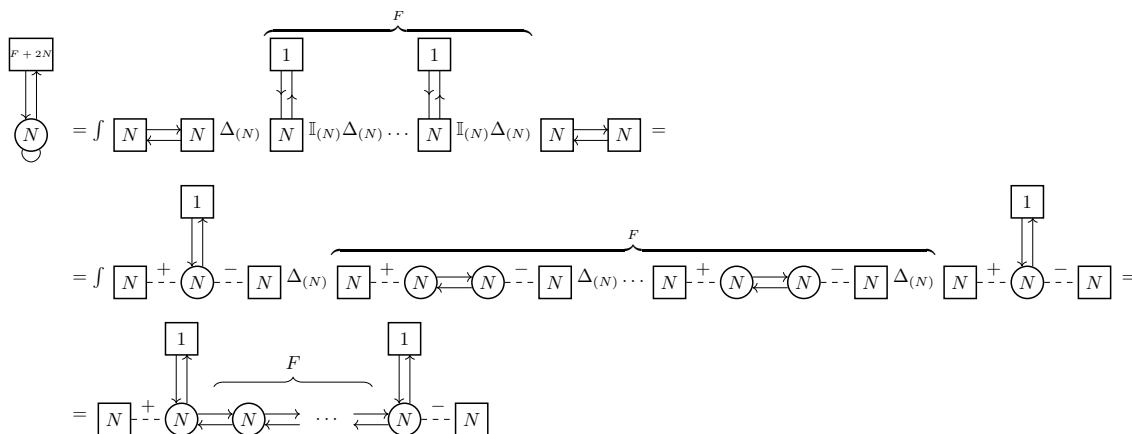 F
F + 2N 1 1
N = ∫ N N Δ(N) N 𝕀(N)Δ(N) ... N 𝕀(N)Δ(N) N N =
1 F 1
= ∫ N + N − N Δ(N) N + N N − N Δ(N) ... N + N N − N Δ(N) N + N − N =
1 F 1
= N + N N ... N − N